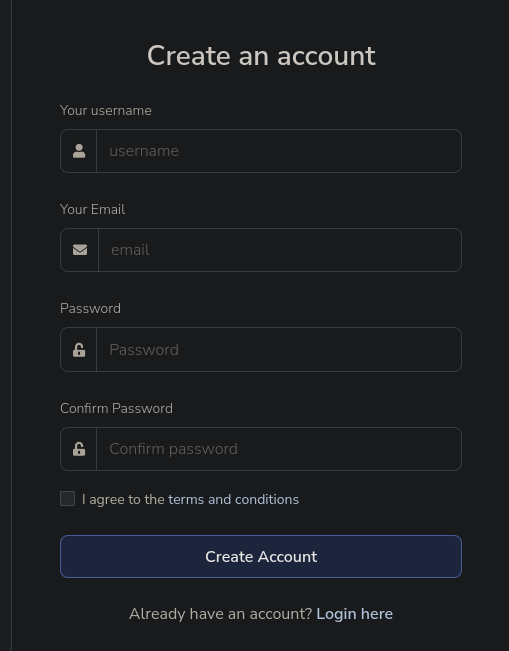 Create an account
Your username
username
Your Email
email
Password
Password
Confirm Password
Confirm password
I agree to the terms and conditions
Create Account
Already have an account? Login here